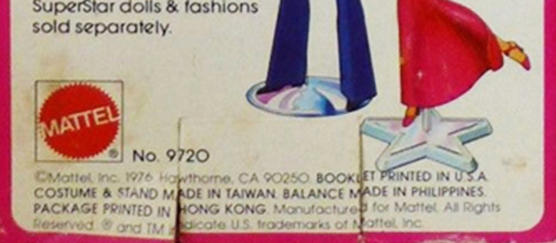 SuperStar dolls & fashions
sold separately.
MATTEL
®
No. 9720
©Mattel, Inc. 1976 Hawthorne, CA 90250. BOOKLET PRINTED IN U.S.A.
COSTUME & STAND MADE IN TAIWAN. BALANCE MADE IN PHILIPPINES.
PACKAGE PRINTED IN HONG KONG. Manufactured for Mattel. All Rights
Reserved. ® and TM indicate U.S. trademarks of Mattel, Inc.